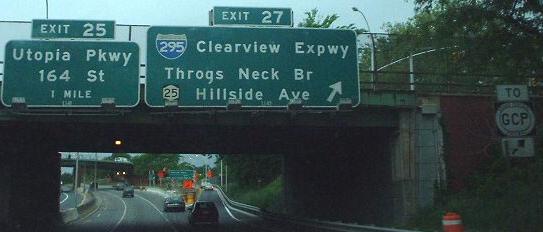 EXIT 25
Utopia Pkwy
164 St
1 MILE
EXIT 27
295 Clearview Expwy
Throgs Neck Br
25 Hillside Ave
TO
GCP